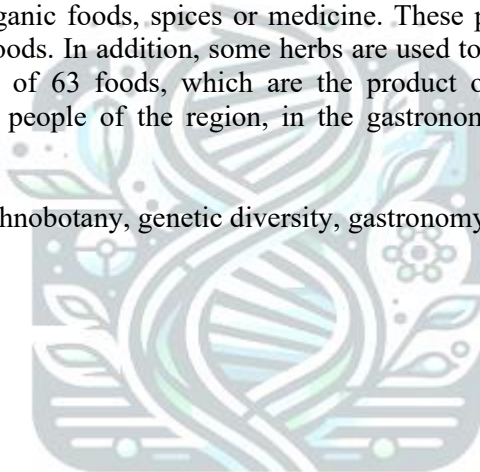 ganic foods, spices or medicine. These p
oods. In addition, some herbs are used to
of 63 foods, which are the product o
people of the region, in the gastronom
hnobotany, genetic diversity, gastronomy